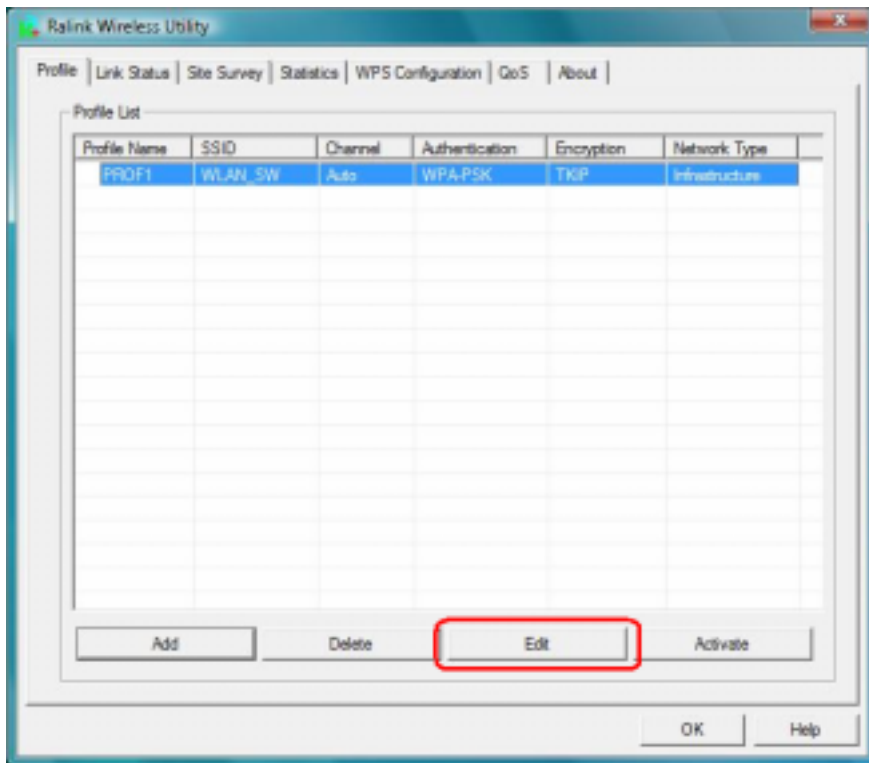 Ralink Wireless Utility
Profile Link Status Site Survey Statistics WPS Configuration QoS About
Profile List
Profile Name SSID Channel Authentication Encryption Network Type
PROF1 WLAN_SW Auto WPA-PSK TKIP Infrastructure
Add Delete Edit Activate
OK Help